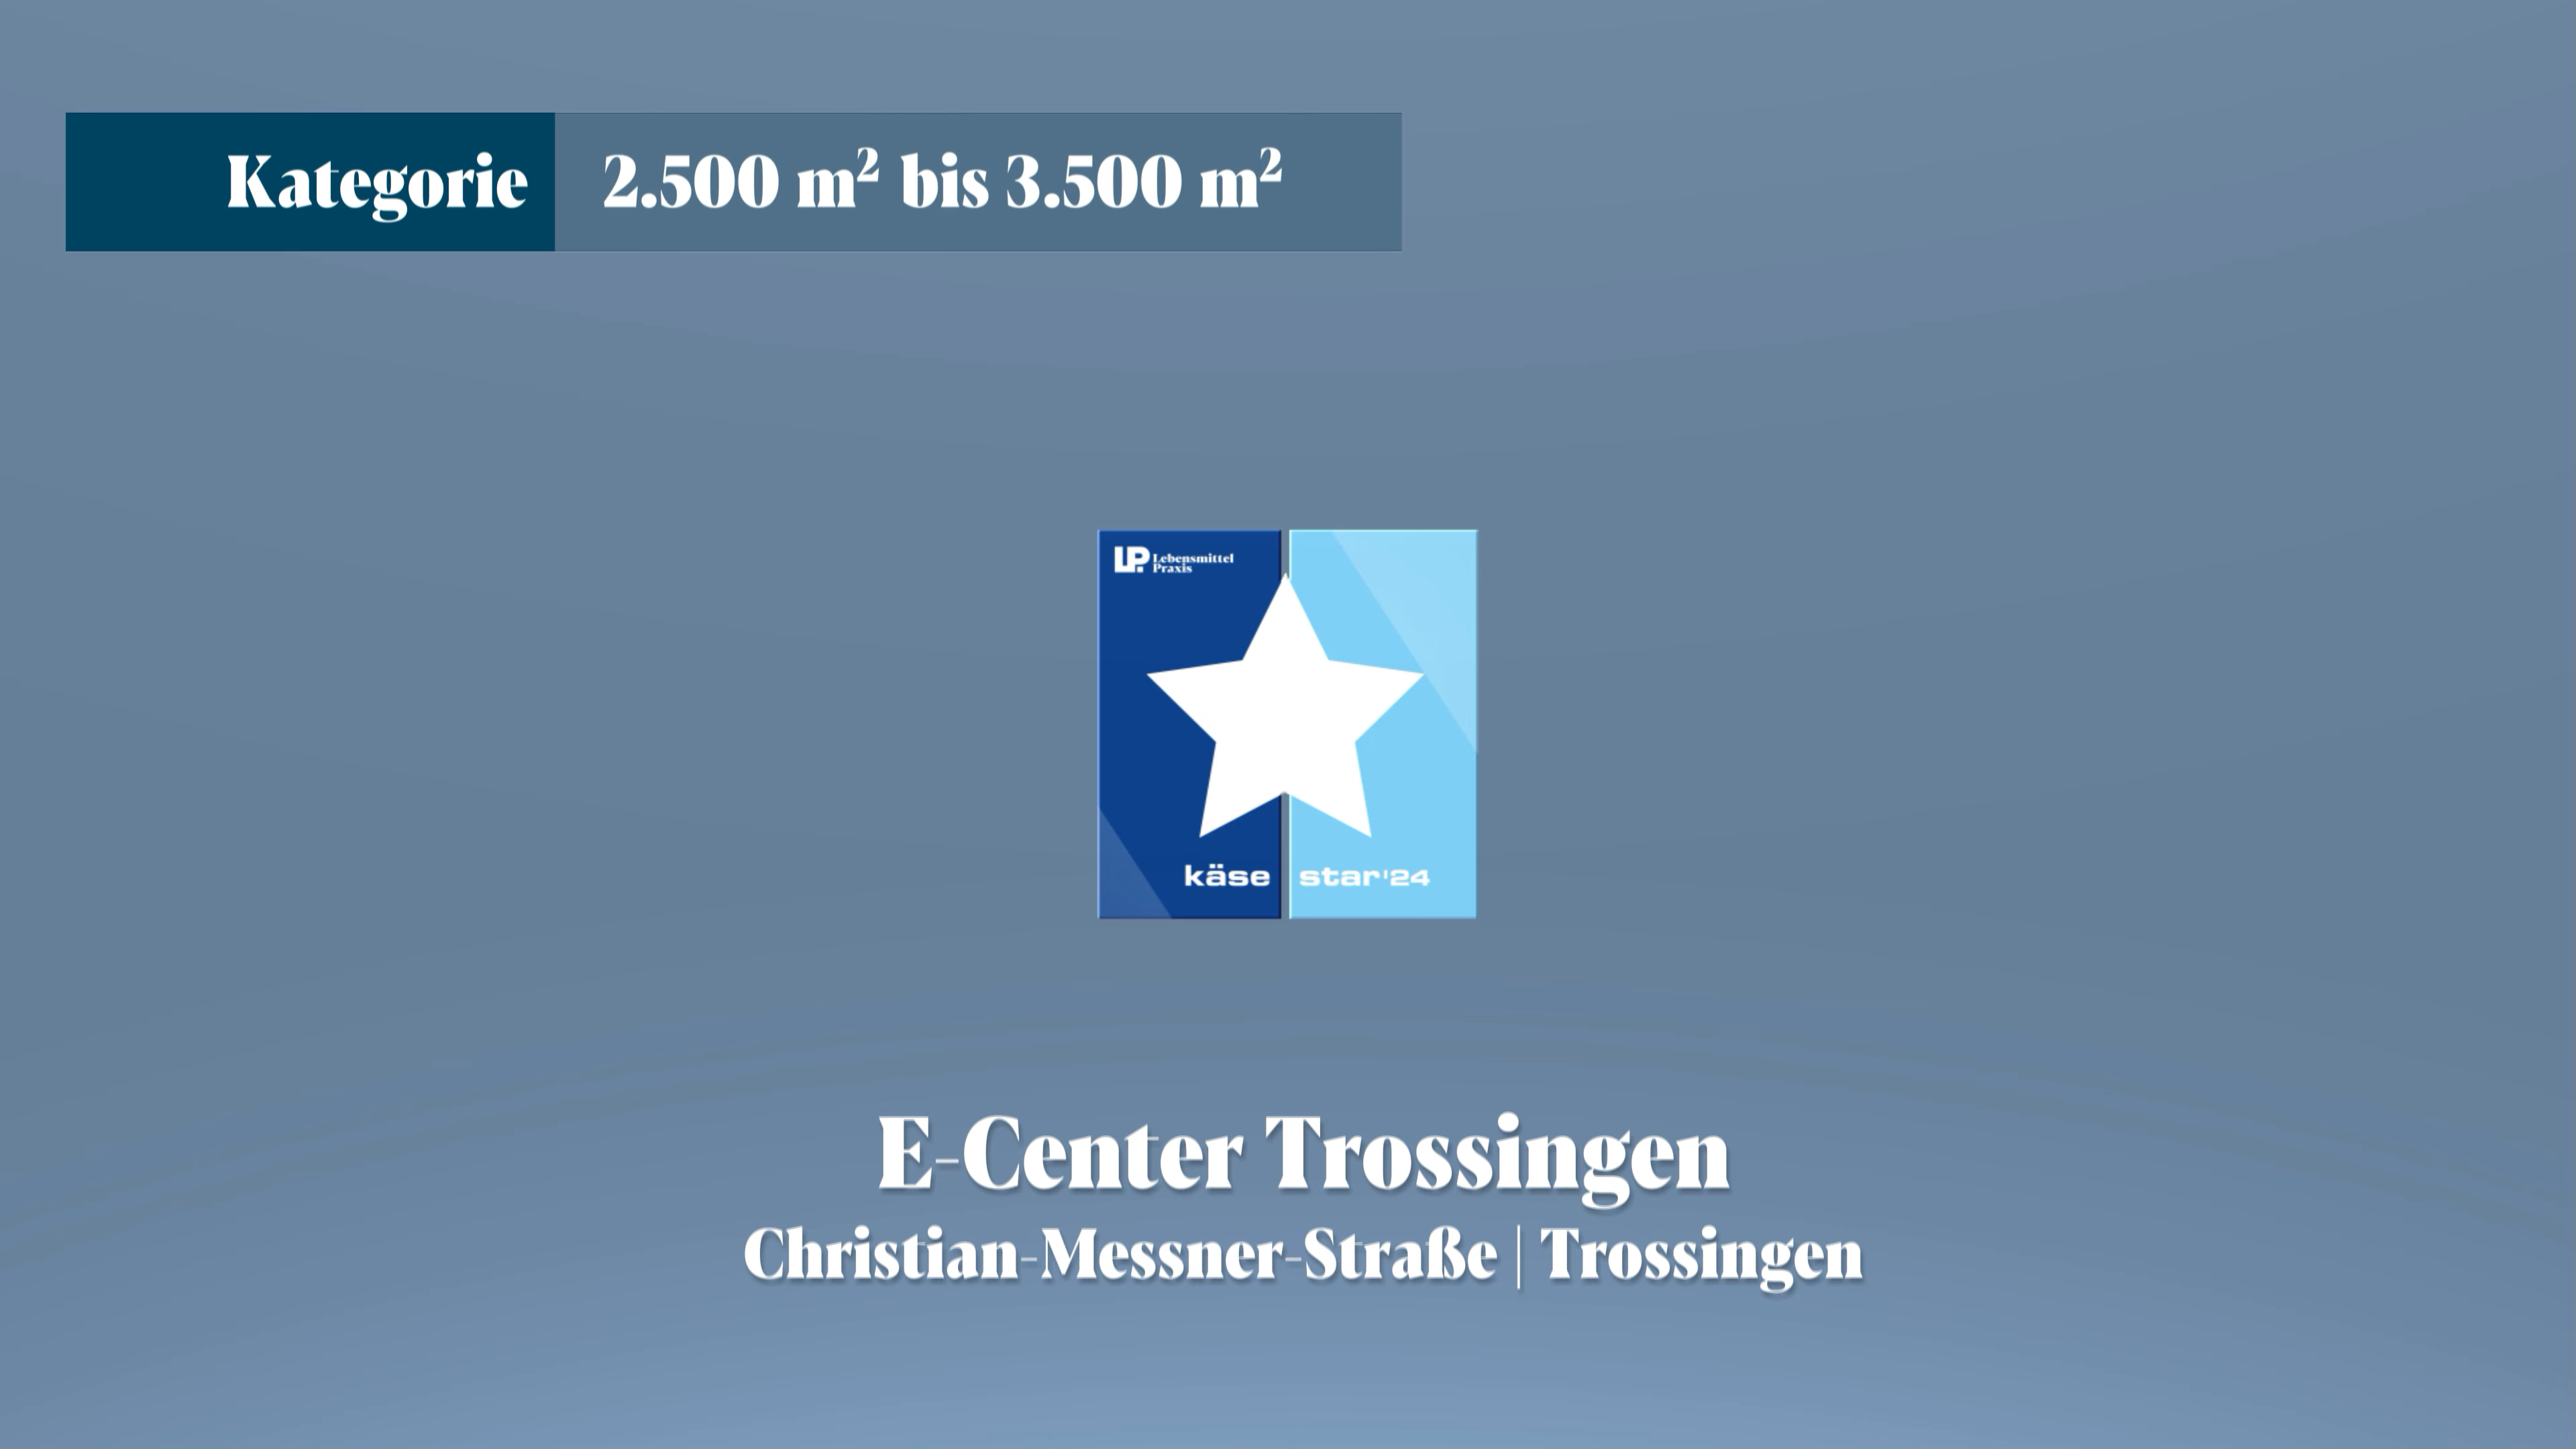 Kategorie 2.500 m² bis 3.500 m²
LP. Lebensmittel
Praxis
käse star'24
E-Center Trossingen
Christian-Messner-Straße | Trossingen